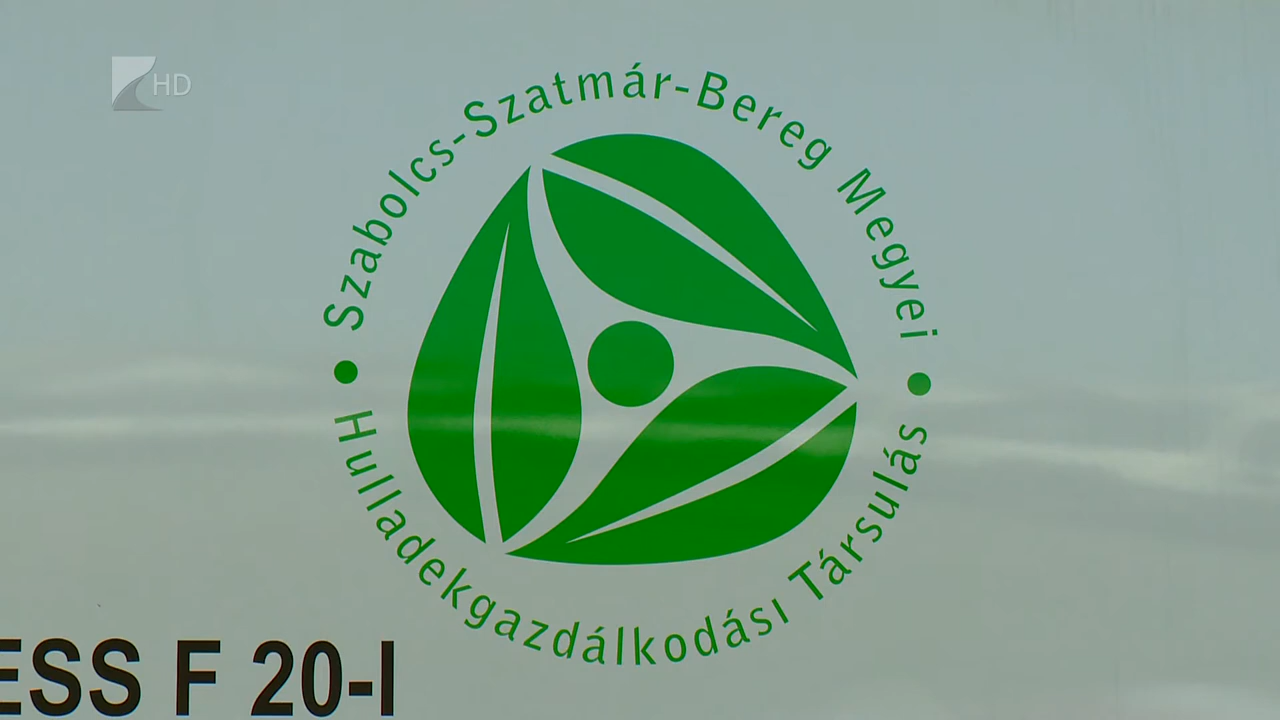 HD
Szabolcs-Szatmár-Bereg Megyei
• Hulladekgazdálkodási Társulás •
ESS F 20-I